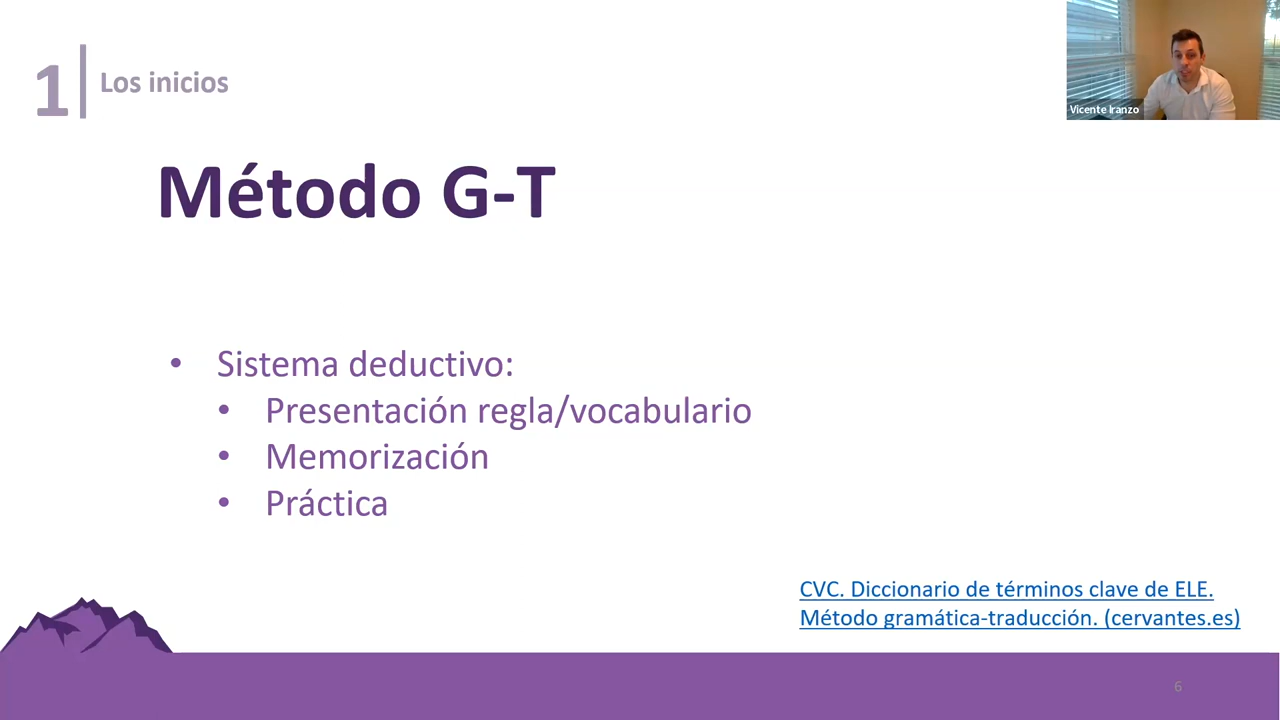 1
Los inicios
Vicente Iranzo
Método G-T
• Sistema deductivo:
• Presentación regla/vocabulario
• Memorización
• Práctica
CVC. Diccionario de términos clave de ELE.
Método gramática-traducción. (cervantes.es)
6